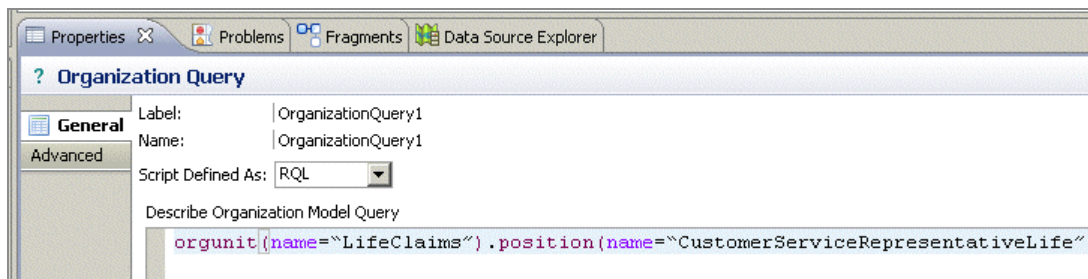 Properties Problems Fragments Data Source Explorer
? Organization Query
General
Advanced
Label: OrganizationQuery1
Name: OrganizationQuery1
Script Defined As: RQL
Describe Organization Model Query
orgunit(name=“LifeClaims”).position(name=“CustomerServiceRepresentativeLife”